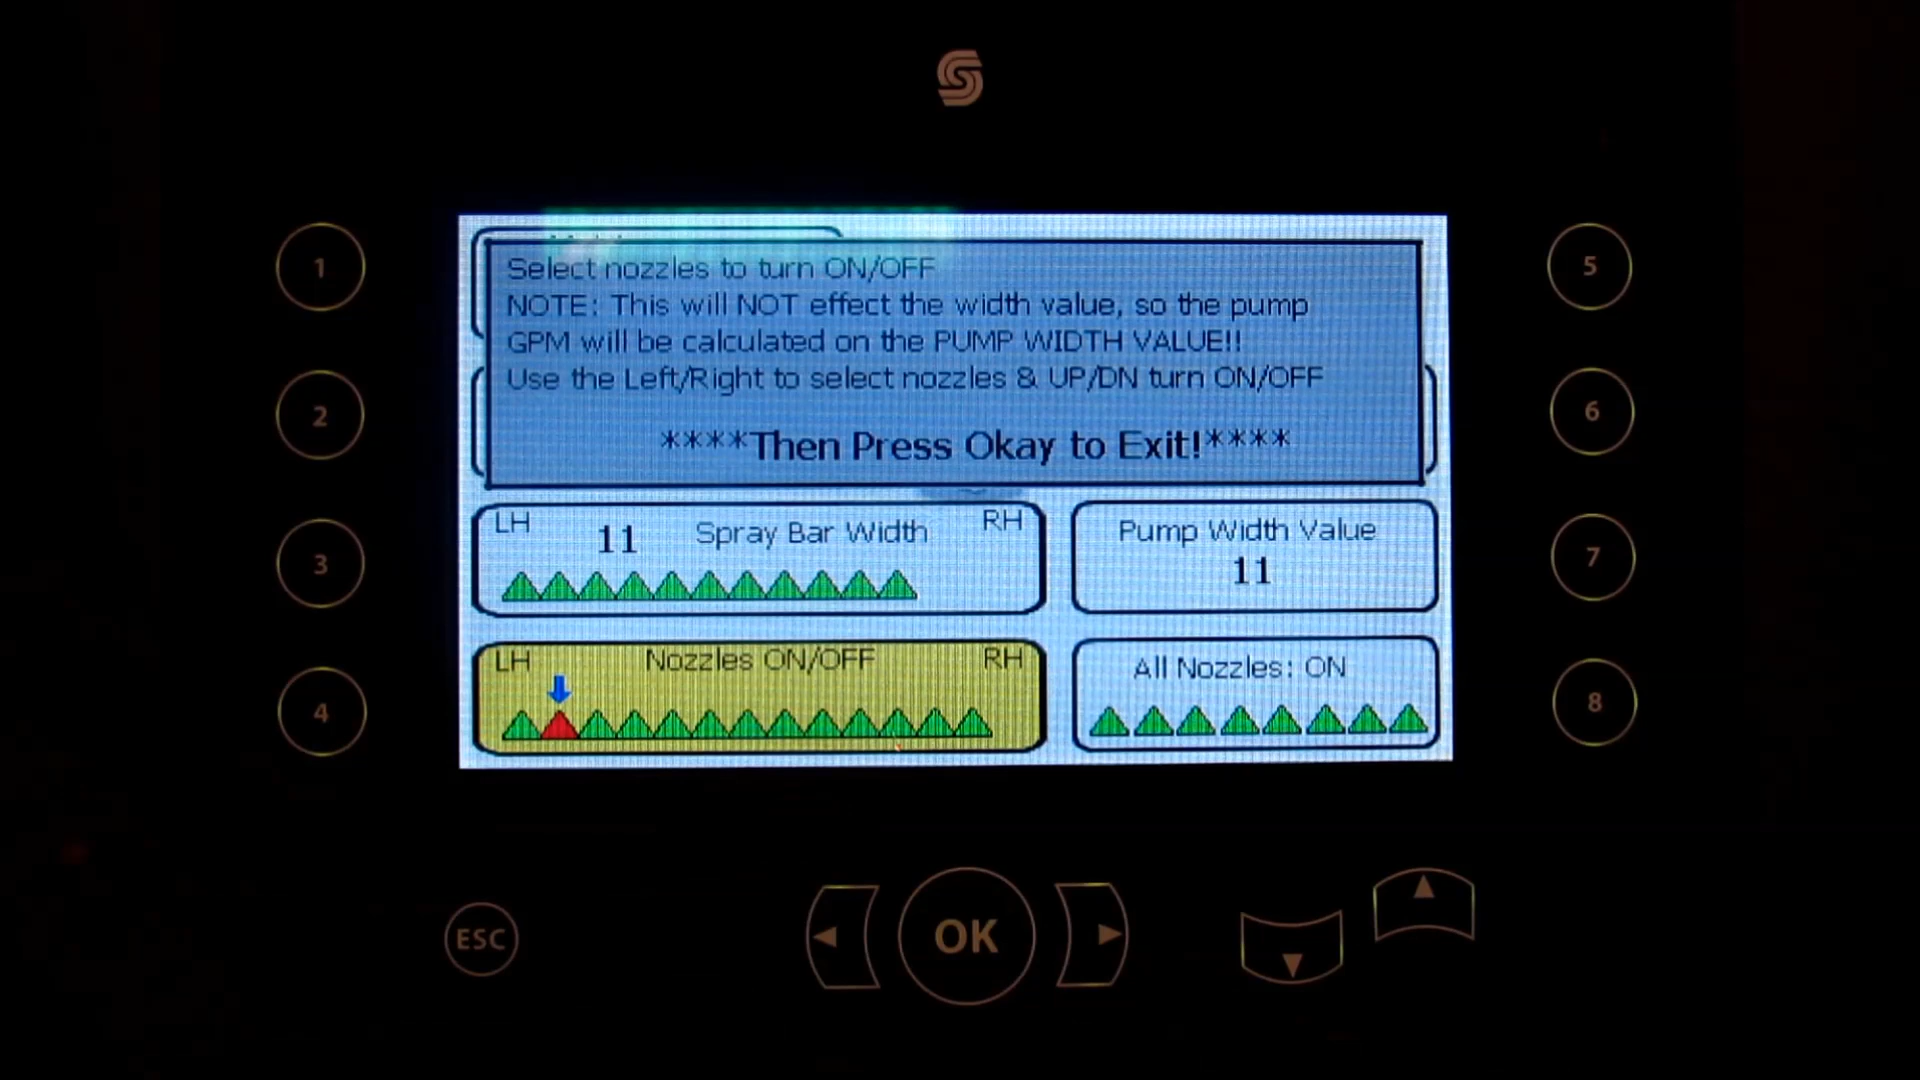 Select nozzles to turn ON/OFF
NOTE: This will NOT effect the width value, so the pump
GPM will be calculated on the PUMP WIDTH VALUE!!
Use the Left/Right to select nozzles & UP/DN turn ON/OFF
****Then Press Okay to Exit!****
LH 11 Spray Bar Width RH
Pump Width Value
11
LH Nozzles ON/OFF RH
All Nozzles: ON
1
2
3
4
5
6
7
8
ESC
OK